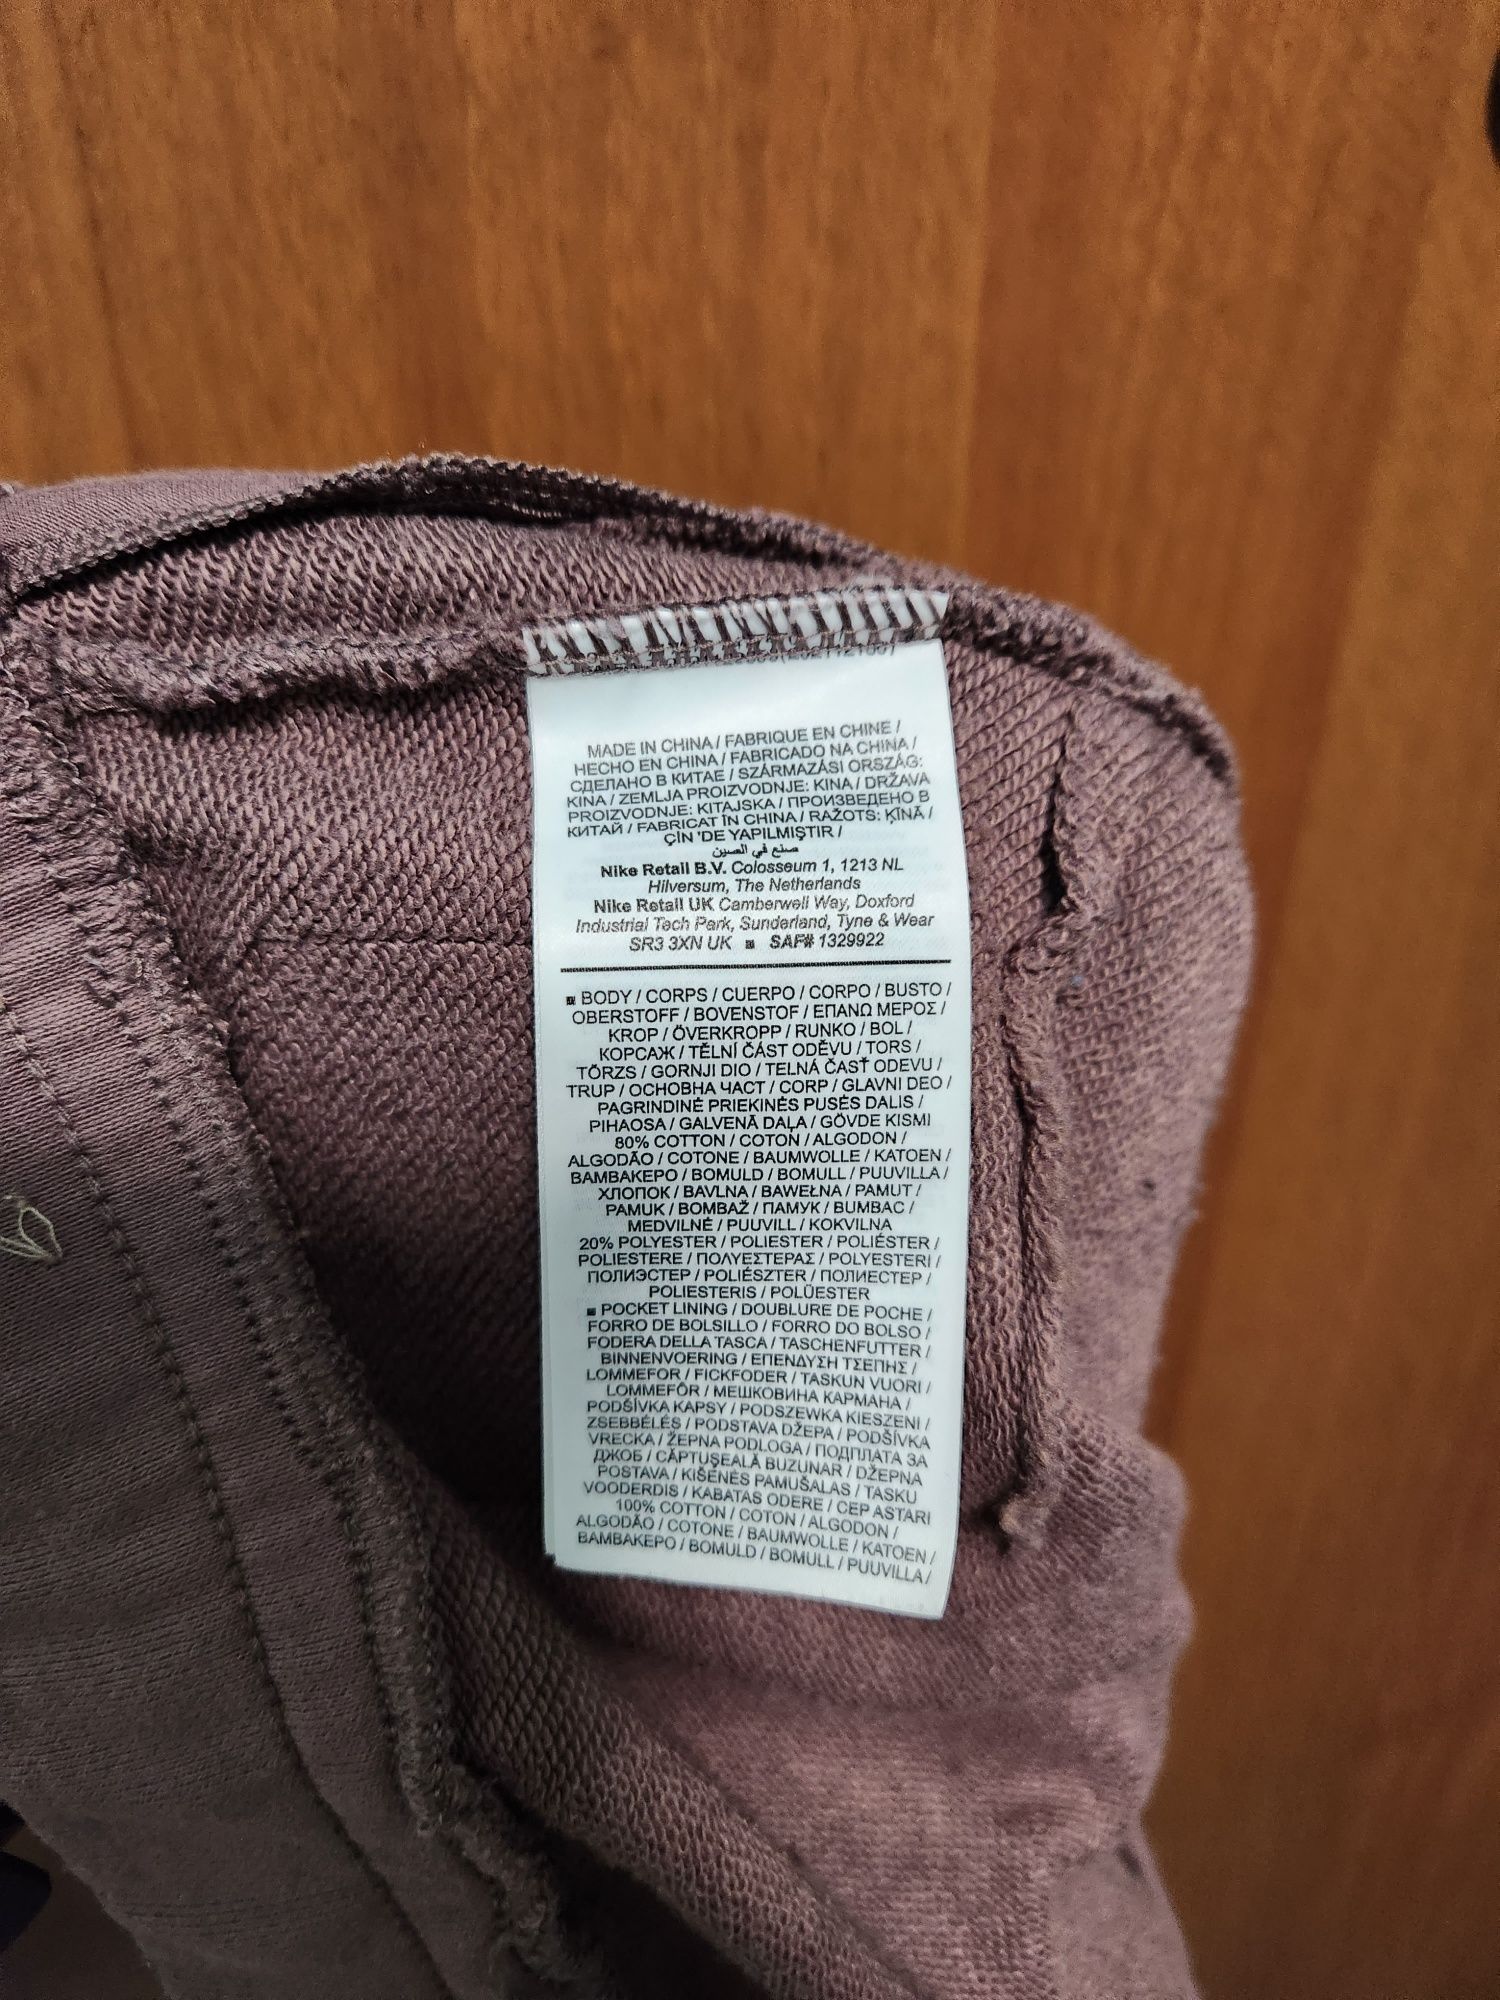 MADE IN CHINA / FABRIQUE EN CHINE /
HECHO EN CHINA / FABRICADO NA CHINA /
СДЕЛАНО В КИТАЕ / SZÁRMAZÁSI ORSZÁG:
KINA / ZEMLJA PROIZVODNJE: KINA / DRŽAVA
PROIZVODNJE: KITAJSKA / ПРОИЗВЕДЕНО В
КИТАЙ / FABRICAT ÎN CHINA / RAŽOTS: ĶĪNĀ /
ÇİN 'DE YAPILMIŞTIR /
صنع في الصين
Nike Retail B.V. Colosseum 1, 1213 NL
Hilversum, The Netherlands
Nike Retail UK Camberwell Way, Doxford
Industrial Tech Park, Sunderland, Tyne & Wear
SR3 3XN UK ■ SAF# 1329922
■ BODY / CORPS / CUERPO / CORPO / BUSTO /
OBERSTOFF / BOVENSTOF / ΕΠΑΝΩ ΜΕΡΟΣ /
KROP / ÖVERKROPP / RUNKO / BOL /
КОРСАЖ / TĚLNÍ ČÁST ODĚVU / TORS /
TÖRZS / GORNJI DIO / TELNÁ ČASŤ ODEVU /
TRUP / ОСНОВНА ЧАСТ / CORP / GLAVNI DEO /
PAGRINDINĖ PRIEKINĖS PUSĖS DALIS /
PIHAOSA / GALVENĀ DAĻA / GÖVDE KISMI
80% COTTON / COTON / ALGODON /
ALGODÃO / COTONE / BAUMWOLLE / KATOEN /
ΒΑΜΒΑΚΕΡΟ / BOMULD / BOMULL / PUUVILLA /
ХЛОПОК / BAVLNA / BAWEŁNA / PAMUT /
PAMUK / BOMBAŽ / ПАМУК / BUMBAC /
MEDVILNĖ / PUUVILL / KOKVILNA
20% POLYESTER / POLIESTER / POLIÉSTER /
POLIESTERE / ΠΟΛΥΕΣΤΕΡΑΣ / POLYESTERI /
ПОЛИЭСТЕР / POLIÉSZTER / ПОЛИЕСТЕР /
POLIESTERIS / POLÜESTER
■ POCKET LINING / DOUBLURE DE POCHE /
FORRO DE BOLSILLO / FORRO DO BOLSO /
FODERA DELLA TASCA / TASCHENFUTTER /
BINNENVOERING / ΕΠΕΝΔΥΣΗ ΤΣΕΠΗΣ /
LOMMEFOR / FICKFODER / TASKUN VUORI /
LOMMEFÔR / МЕШКОВИНА КАРМАНА /
PODŠÍVKA KAPSY / PODSZEWKA KIESZENI /
ZSEBBÉLÉS / PODSTAVA DŽEPA / PODŠÍVKA
VRECKA / ŽEPNA PODLOGA / ПОДПЛАТА ЗА
ДЖОБ / CĂPTUŞEALĂ BUZUNAR / DŽEPNA
POSTAVA / KIŠENĖS PAMUŠALAS / TASKU
VOODERDIS / KABATAS ODERE / CEP ASTARI
100% COTTON / COTON / ALGODON /
ALGODÃO / COTONE / BAUMWOLLE / KATOEN /
ΒΑΜΒΑΚΕΡΟ / BOMULD / BOMULL / PUUVILLA /